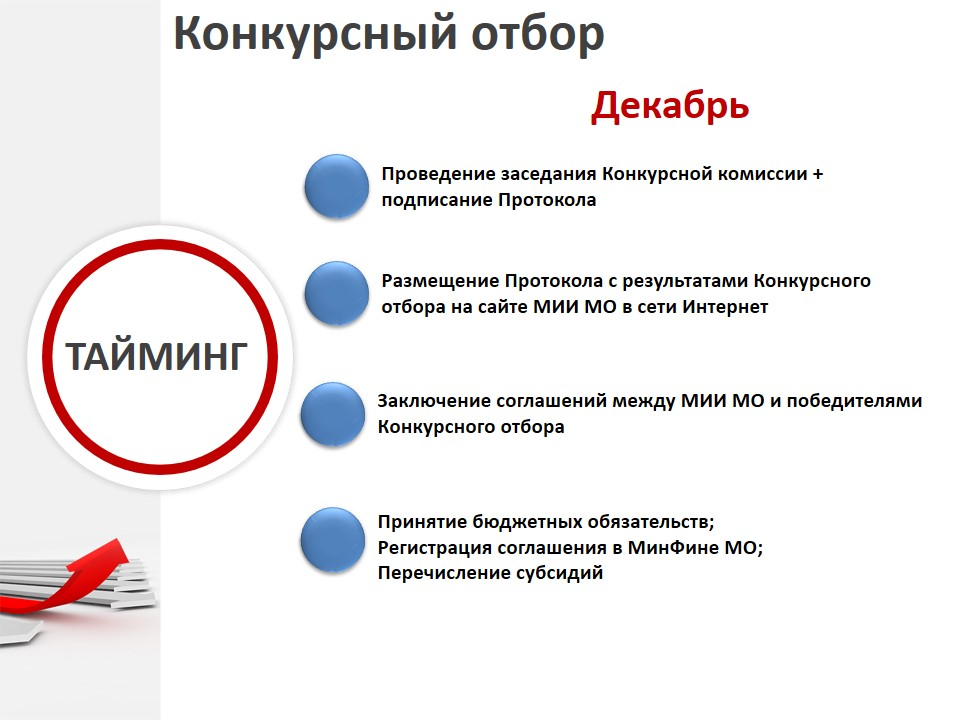 Конкурсный отбор
Декабрь
Проведение заседания Конкурсной комиссии +
подписание Протокола
Размещение Протокола с результатами Конкурсного
отбора на сайте МИИ МО в сети Интернет
ТАЙМИНГ
Заключение соглашений между МИИ МО и победителями
Конкурсного отбора
Принятие бюджетных обязательств;
Регистрация соглашения в МинФине МО;
Перечисление субсидий